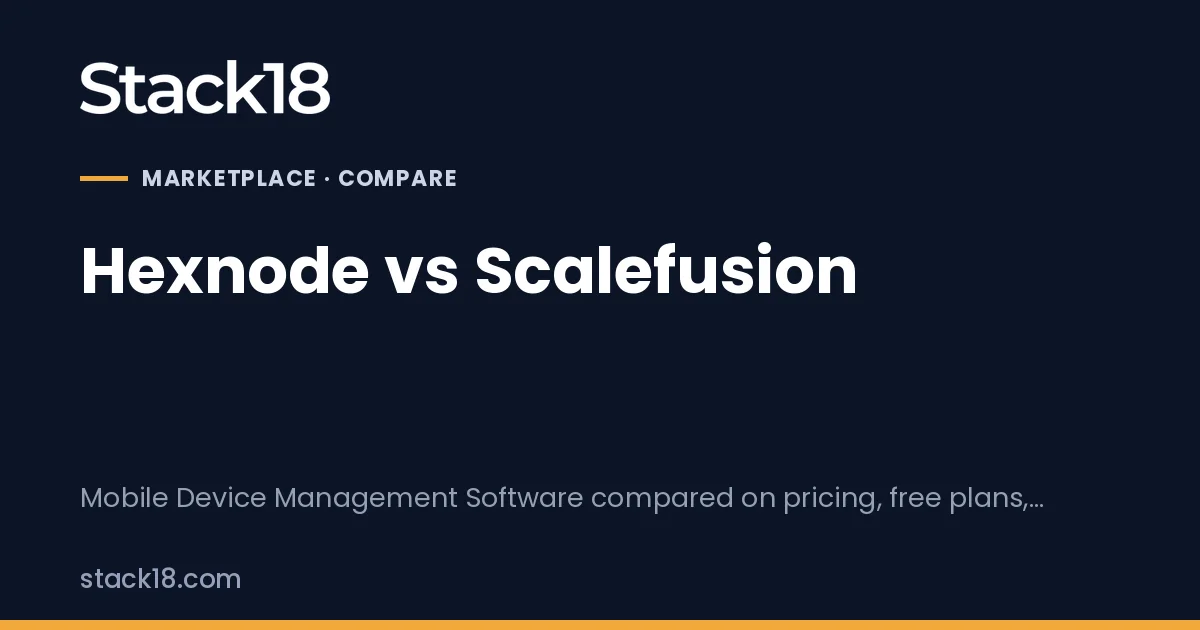 Stack18
MARKETPLACE · COMPARE
Hexnode vs Scalefusion
Mobile Device Management Software compared on pricing, free plans,...
stack18.com